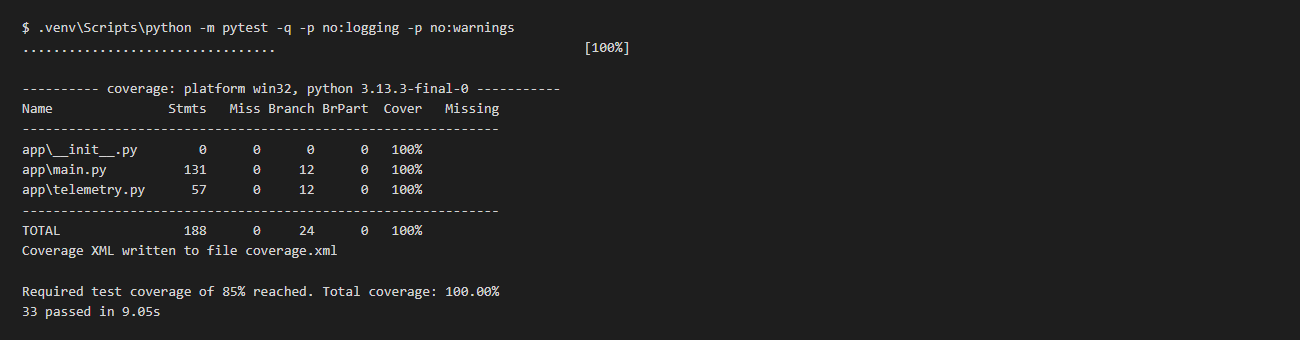 $ .venv\Scripts\python -m pytest -q -p no:logging -p no:warnings
................................. [100%]
---------- coverage: platform win32, python 3.13.3-final-0 -----------
Name Stmts Miss Branch BrPart Cover Missing
--------------------------------------------------------------
app\__init__.py 0 0 0 0 100%
app\main.py 131 0 12 0 100%
app\telemetry.py 57 0 12 0 100%
--------------------------------------------------------------
TOTAL 188 0 24 0 100%
Coverage XML written to file coverage.xml
Required test coverage of 85% reached. Total coverage: 100.00%
33 passed in 9.05s